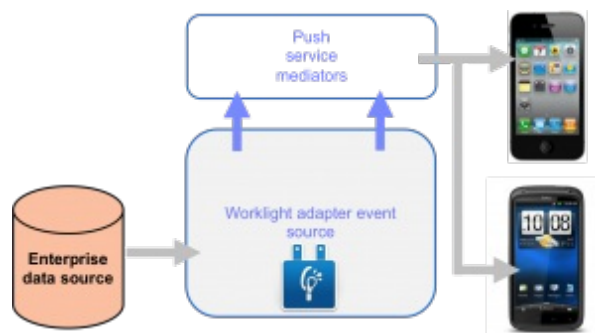 Push
service
mediators
Worklight adapter event
source
Enterprise
data source
10 08